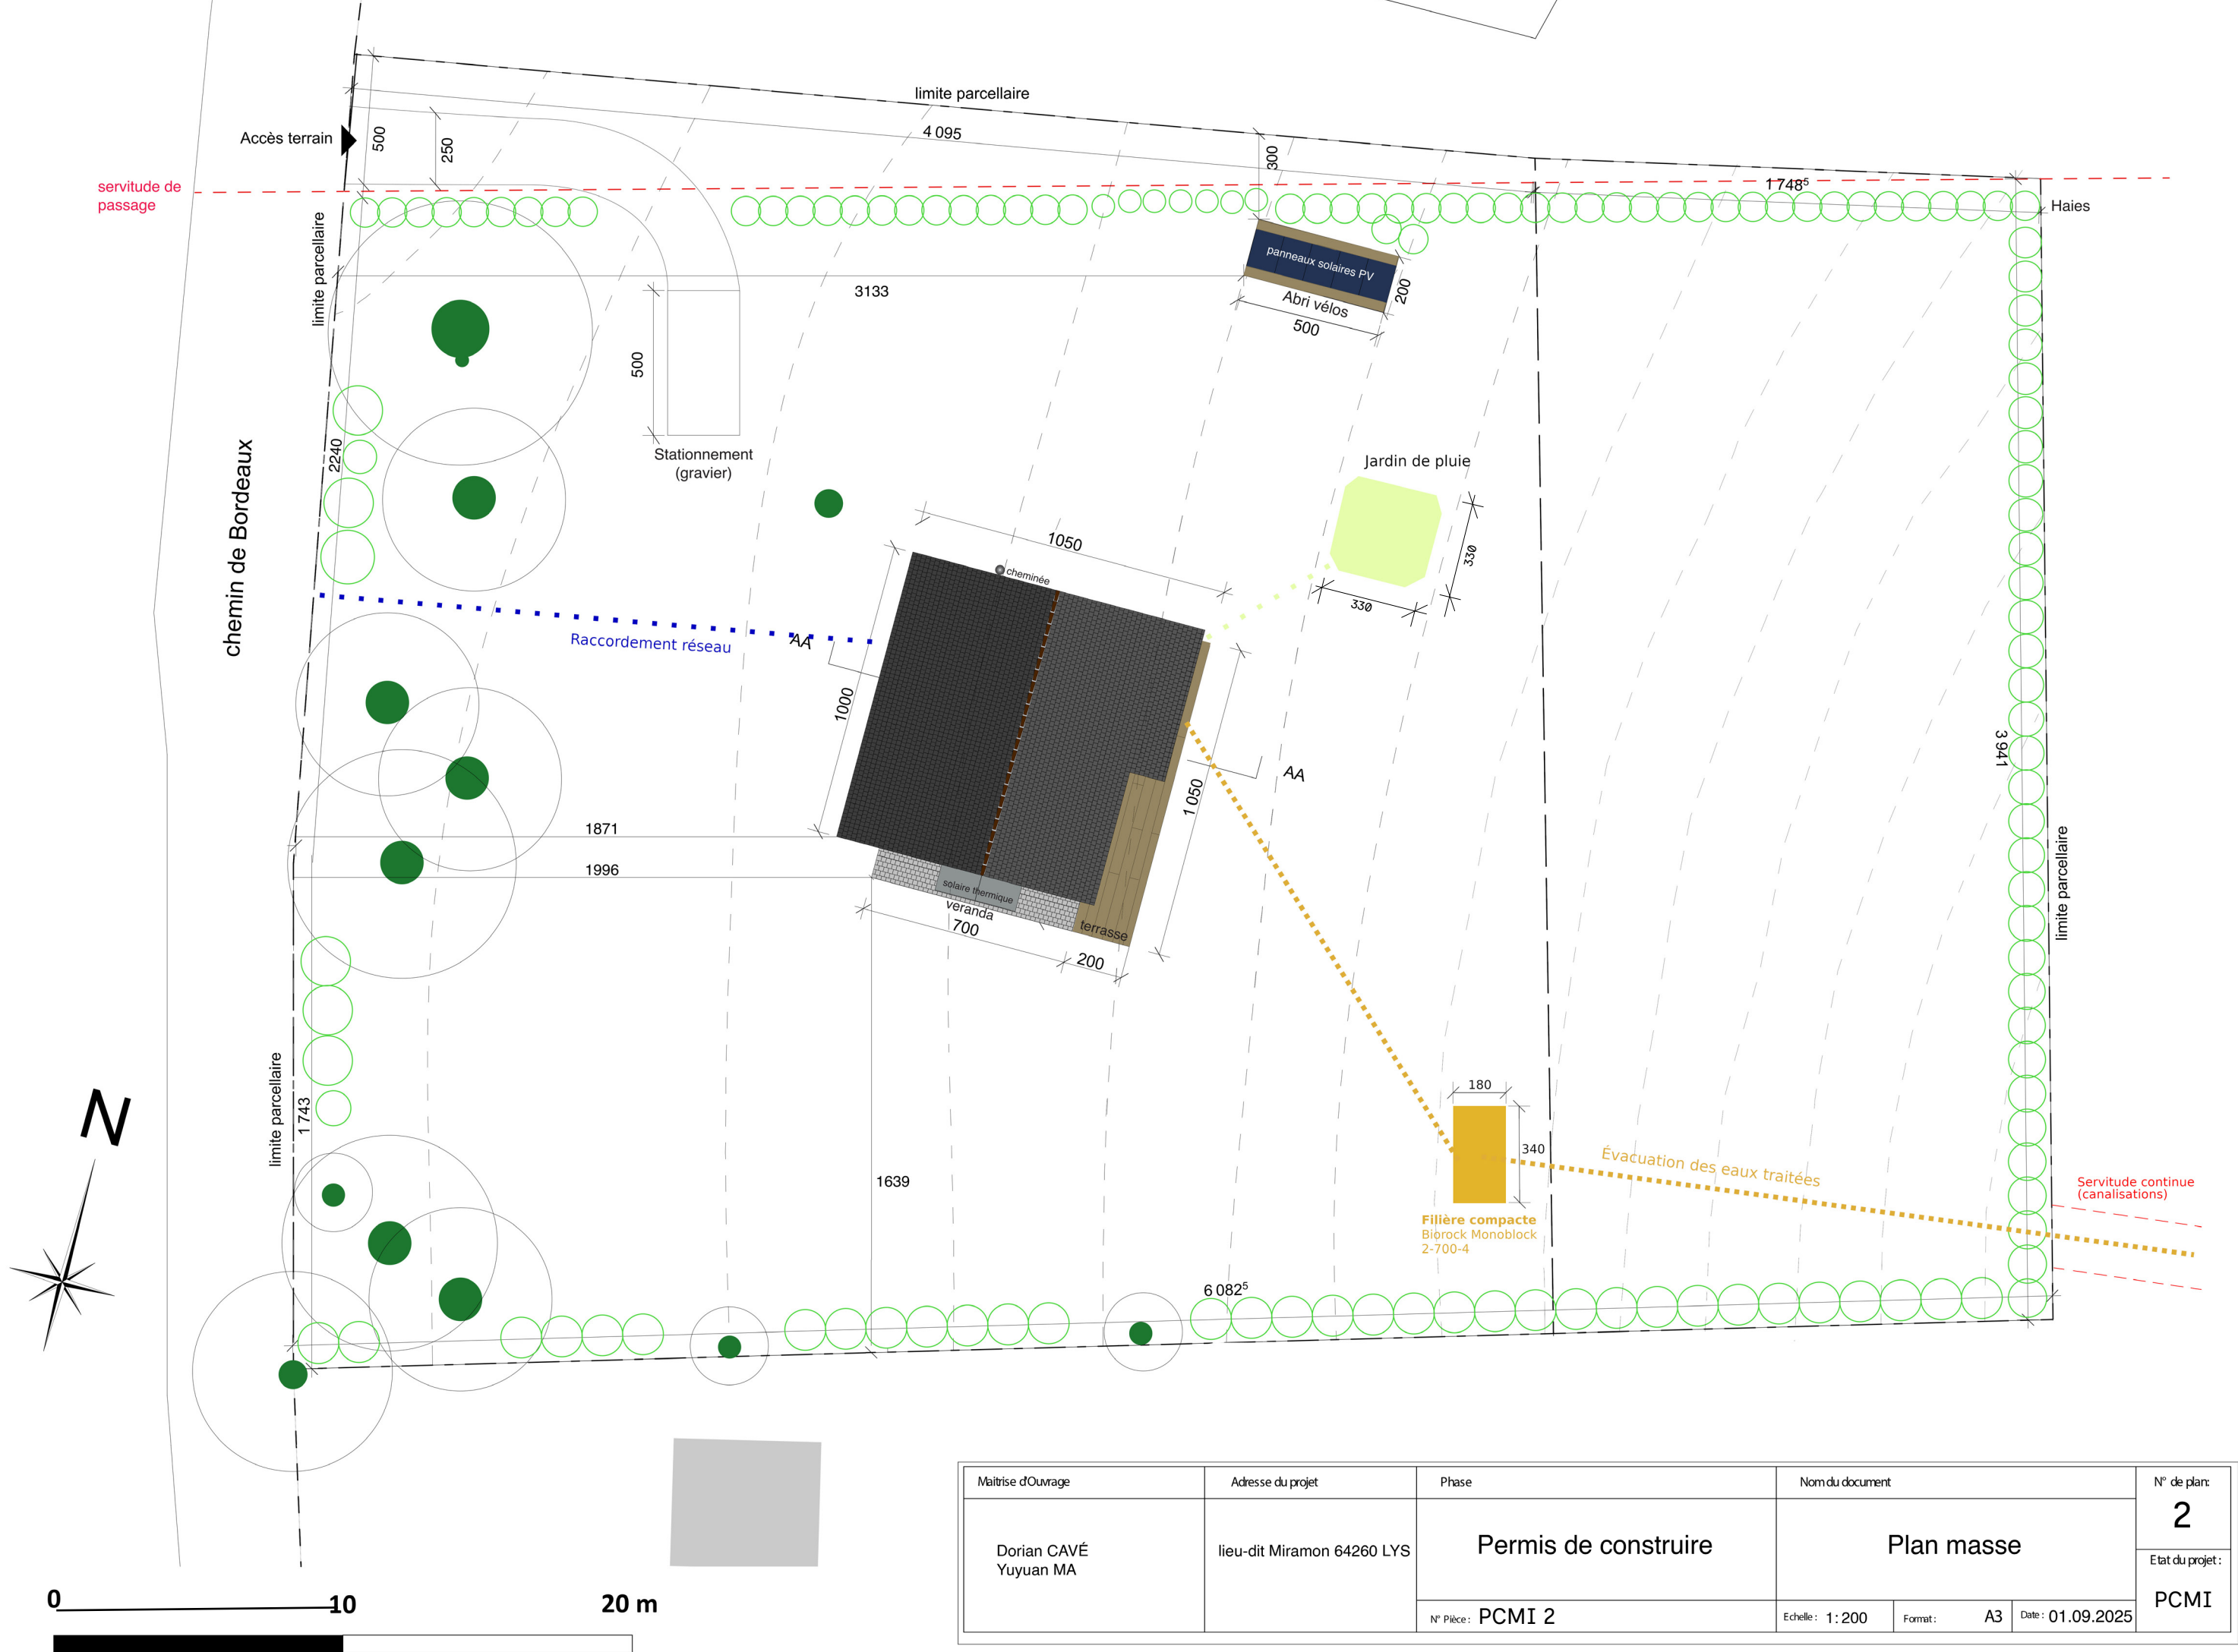 limite parcellaire
4 095
Accès terrain
500
250
300
servitude de
passage
1 748⁵
Haies
limite parcellaire
panneaux solaires PV
Abri vélos
200
500
3133
500
Stationnement
(gravier)
2240
chemin de Bordeaux
Jardin de pluie
330
330
1050
cheminée
Raccordement réseau
AA
1000
AA
1 050
3 941
limite parcellaire
1871
1996
solaire thermique
veranda
700
terrasse
200
limite parcellaire
1 743
N
1639
180
340
Évacuation des eaux traitées
Servitude continue
(canalisations)
Filière compacte
Biorock Monoblock
2-700-4
6 082⁵
0
10
20 m
Maitrise d'Ouvrage
Adresse du projet
Phase
Nom du document
N° de plan:
2
Dorian CAVÉ
Yuyuan MA
lieu-dit Miramon 64260 LYS
Permis de construire
Plan masse
Etat du projet :
PCMI
N° Pièce : PCMI 2
Echelle : 1: 200
Format : A3
Date : 01.09.2025